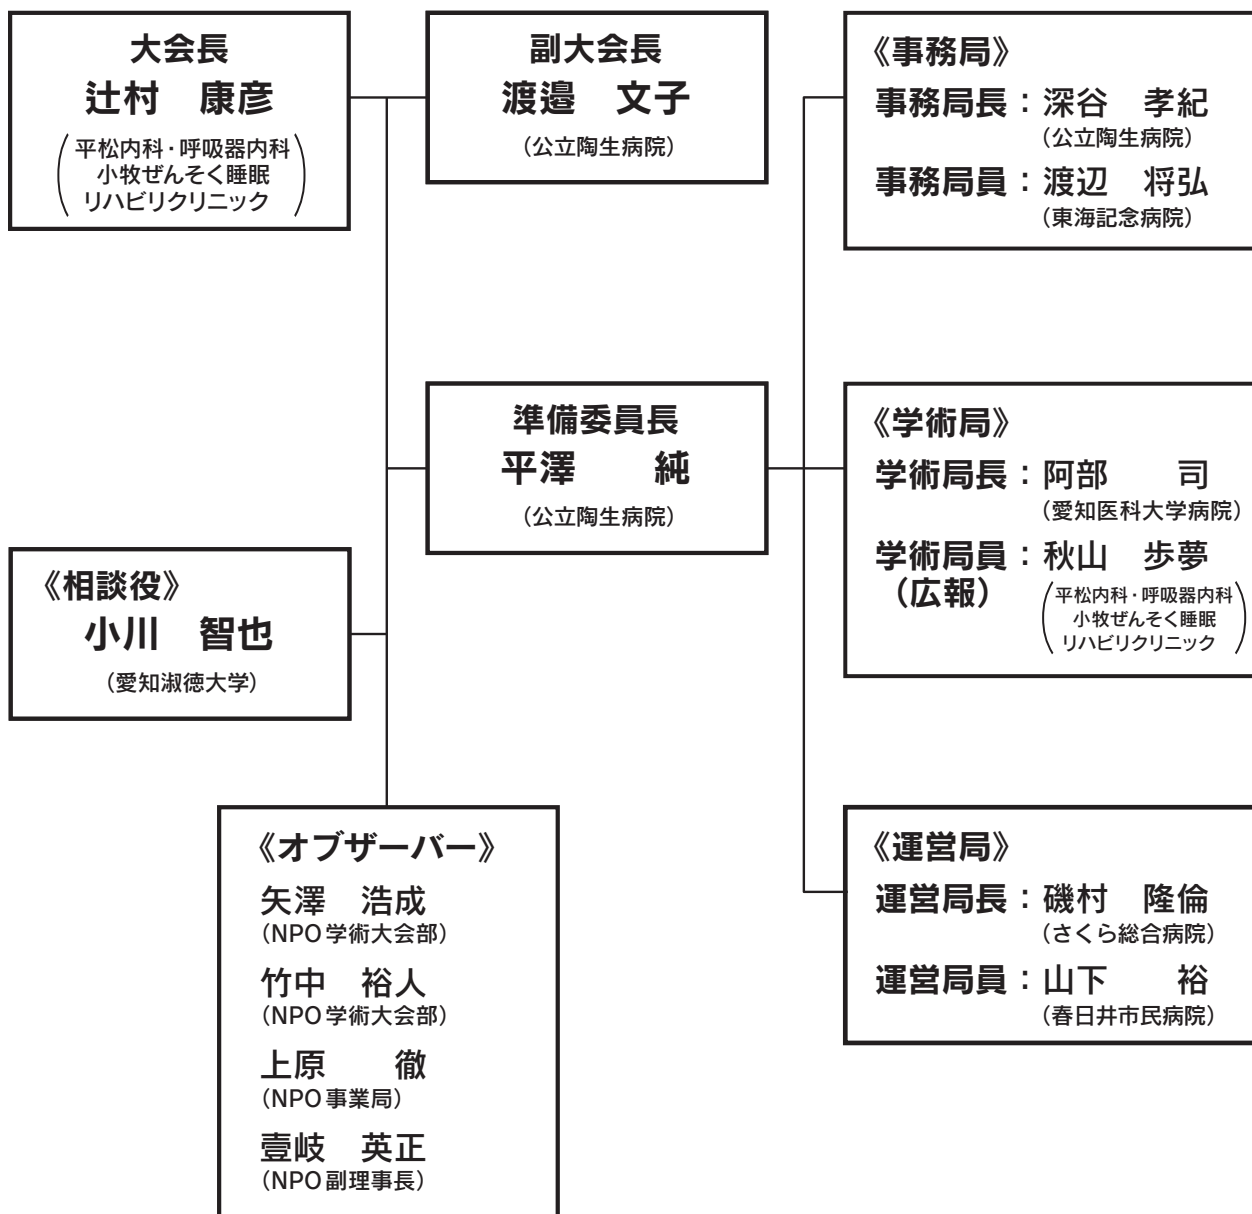 大会長
辻村　康彦
(平松内科・呼吸器内科
小牧ぜんそく睡眠
リハビリクリニック)
副大会長
渡邉　文子
(公立陶生病院)
準備委員長
平澤　　純
(公立陶生病院)
《相談役》
小川　智也
(愛知淑徳大学)
《オブザーバー》
矢澤　浩成
(NPO学術大会部)
竹中　裕人
(NPO学術大会部)
上原　　徹
(NPO事業局)
壹岐　英正
(NPO副理事長)
《事務局》
事務局長：深谷　孝紀
(公立陶生病院)
事務局員：渡辺　将弘
(東海記念病院)
《学術局》
学術局長：阿部　　司
(愛知医科大学病院)
学術局員：秋山　歩夢
(広報)
(平松内科・呼吸器内科
小牧ぜんそく睡眠
リハビリクリニック)
《運営局》
運営局長：磯村　隆倫
(さくら総合病院)
運営局員：山下　　裕
(春日井市民病院)